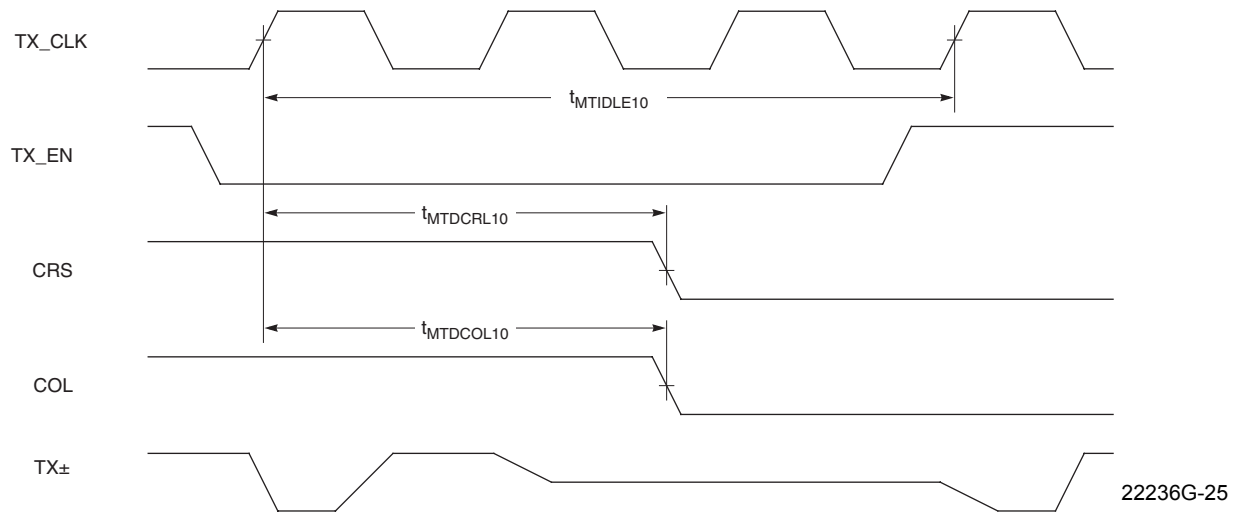 TX_CLK
tMTIDLE10
TX_EN
tMTDCRL10
CRS
tMTDCOL10
COL
TX±
22236G-25